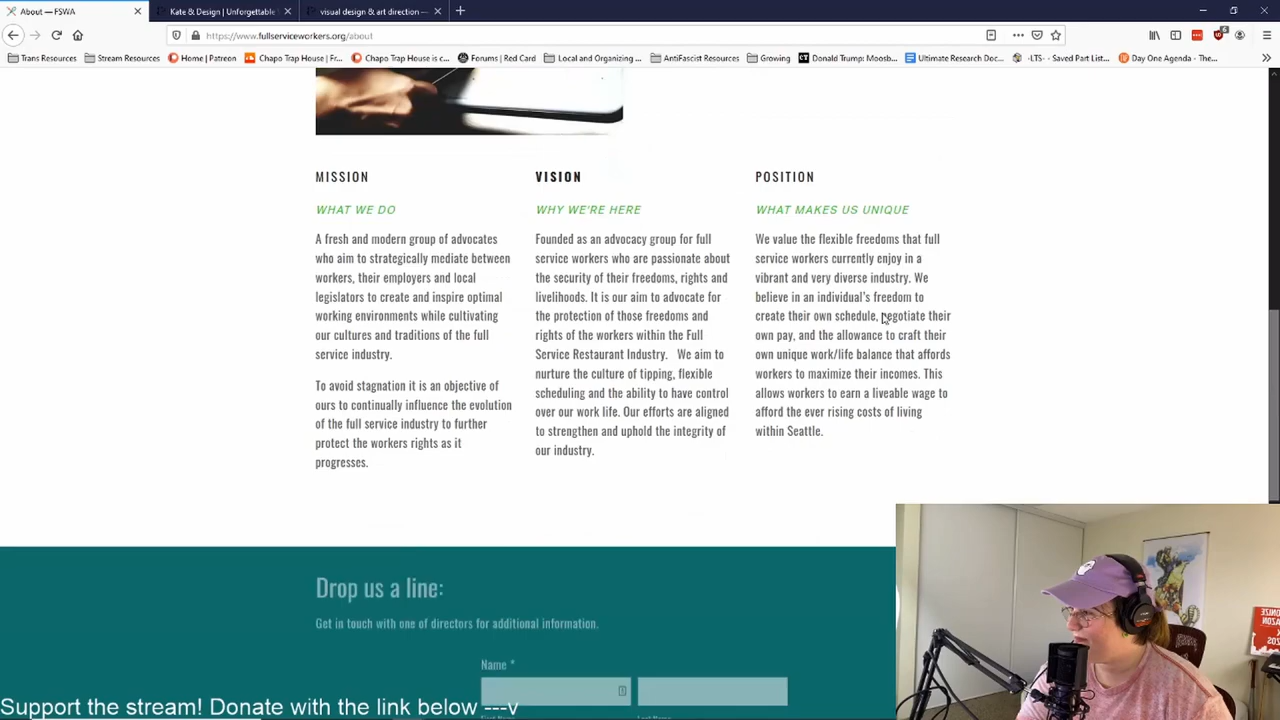 About — FSWA
Kate & Design | Unforgettable
visual design & art direction —
https://www.fullserviceworkers.org/about
Trans Resources
Stream Resources
Home | Patreon
Chapo Trap House | Fr...
Chapo Trap House is c...
Forums | Red Card
Local and Organizing ...
AntiFascist Resources
Growing
Donald Trump: Moosb...
Ultimate Research Doc...
-LTS- - Saved Part List...
Day One Agenda - The...
MISSION
WHAT WE DO
A fresh and modern group of advocates
who aim to strategically mediate between
workers, their employers and local
legislators to create and inspire optimal
working environments while cultivating
our cultures and traditions of the full
service industry.
To avoid stagnation it is an objective of
ours to continually influence the evolution
of the full service industry to further
protect the workers rights as it
progresses.
VISION
WHY WE'RE HERE
Founded as an advocacy group for full
service workers who are passionate about
the security of their freedoms, rights and
livelihoods. It is our aim to advocate for
the protection of those freedoms and
rights of the workers within the Full
Service Restaurant Industry. We aim to
nurture the culture of tipping, flexible
scheduling and the ability to have control
over our work life. Our efforts are aligned
to strengthen and uphold the integrity of
our industry.
POSITION
WHAT MAKES US UNIQUE
We value the flexible freedoms that full
service workers currently enjoy in a
vibrant and very diverse industry. We
believe in an individual's freedom to
create their own schedule, negotiate their
own pay, and the allowance to craft their
own unique work/life balance that affords
workers to maximize their incomes. This
allows workers to earn a liveable wage to
afford the ever rising costs of living
within Seattle.
Drop us a line:
Get in touch with one of directors for additional information.
Name *
Support the stream! Donate with the link below ---v